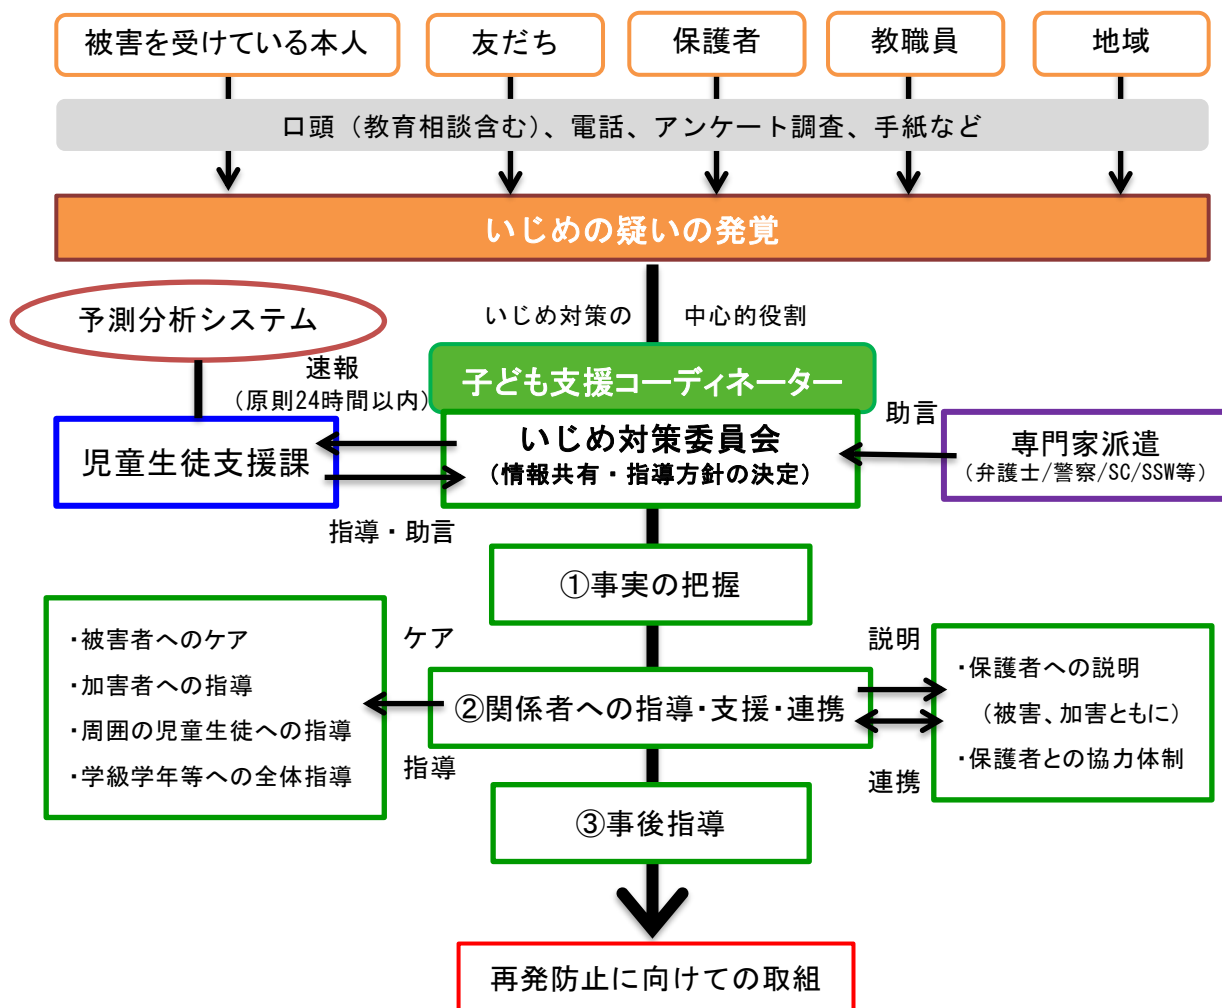 被害を受けている本人
友だち
保護者
教職員
地域
口頭（教育相談含む）、電話、アンケート調査、手紙など
いじめの疑いの発覚
予測分析システム
いじめ対策の
中心的役割
速報
（原則24時間以内）
子ども支援コーディネーター
児童生徒支援課
いじめ対策委員会
（情報共有・指導方針の決定）
助言
専門家派遣
（弁護士/警察/SC/SSW等）
指導・助言
①事実の把握
・被害者へのケア
・加害者への指導
・周囲の児童生徒への指導
・学級学年等への全体指導
ケア
指導
②関係者への指導・支援・連携
説明
連携
・保護者への説明
（被害、加害ともに）
・保護者との協力体制
③事後指導
再発防止に向けての取組